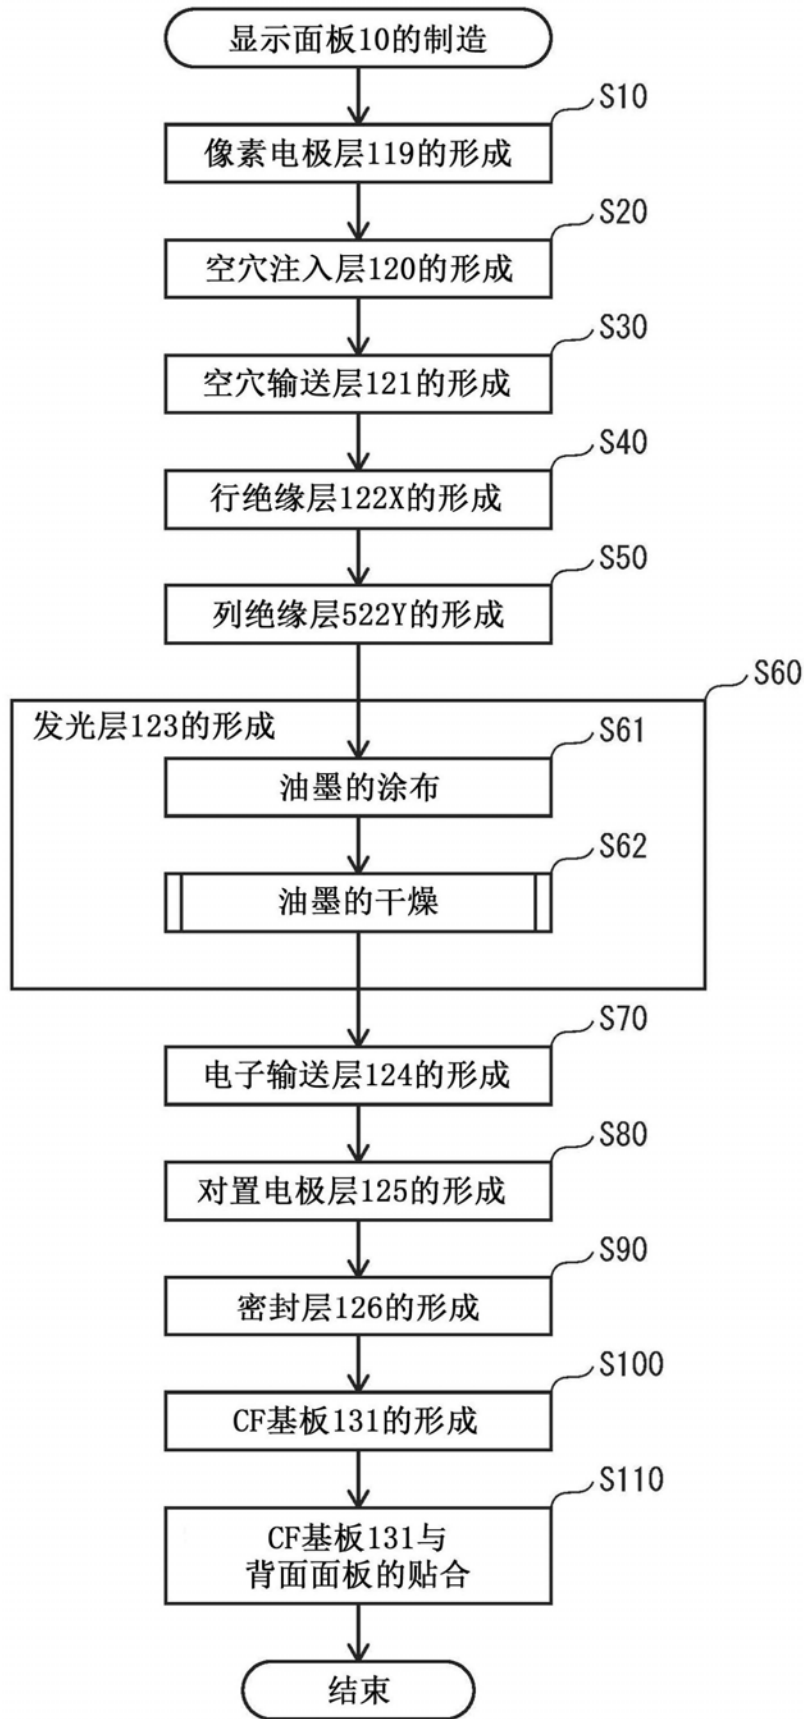 显示面板10的制造
S10
像素电极层119的形成
S20
空穴注入层120的形成
S30
空穴输送层121的形成
S40
行绝缘层122X的形成
S50
列绝缘层522Y的形成
S60
发光层123的形成
S61
油墨的涂布
S62
油墨的干燥
S70
电子输送层124的形成
S80
对置电极层125的形成
S90
密封层126的形成
S100
CF基板131的形成
S110
CF基板131与
背面面板的贴合
结束